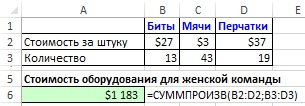 A B C D
1 Биты Мячи Перчатки
2 Стоимость за штуку $27 $3 $37
3 Количество 13 43 19
5 Стоимость оборудования для женской команды
6 $1 183 =СУММПРОИЗВ(B2:D2;B3:D3)